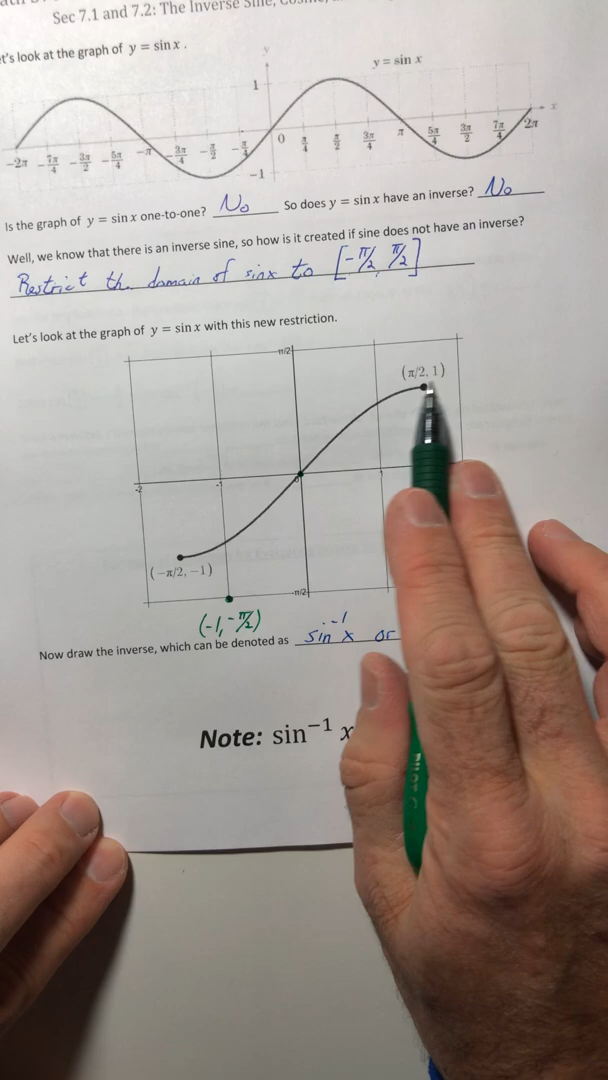 Sec 7.1 and 7.2: The Inverse Sine,
t's look at the graph of y = sin x.
y
y = sin x
1
x
-2π -7π/4 -3π/2 -5π/4 -π -3π/4 -π/2 -π/4 0 π/4 π/2 3π/4 π 5π/4 3π/2 7π/4 2π
-1
Is the graph of y = sin x one-to-one? No So does y = sin x have an inverse? No
Well, we know that there is an inverse sine, so how is it created if sine does not have an inverse?
Restrict the domain of sinx to [-π/2, π/2]
Let's look at the graph of y = sin x with this new restriction.
π/2
(π/2, 1)
-2 -1 0 1
(-π/2, -1)
-π/2
(-1, -π/2)
Now draw the inverse, which can be denoted as sin⁻¹ x or
Note: sin⁻¹ x
PILOT G